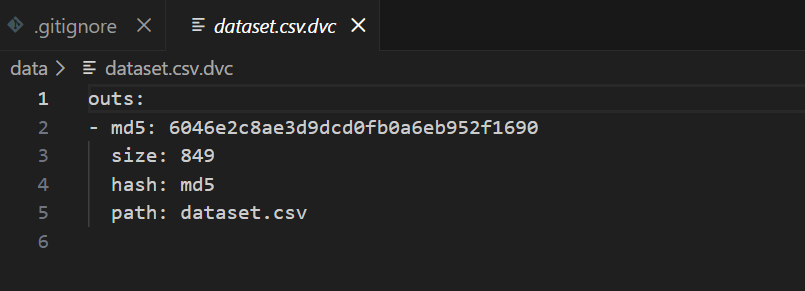 .gitignore dataset.csv.dvc
data > dataset.csv.dvc
1 outs:
2 - md5: 6046e2c8ae3d9dcd0fb0a6eb952f1690
3 size: 849
4 hash: md5
5 path: dataset.csv
6